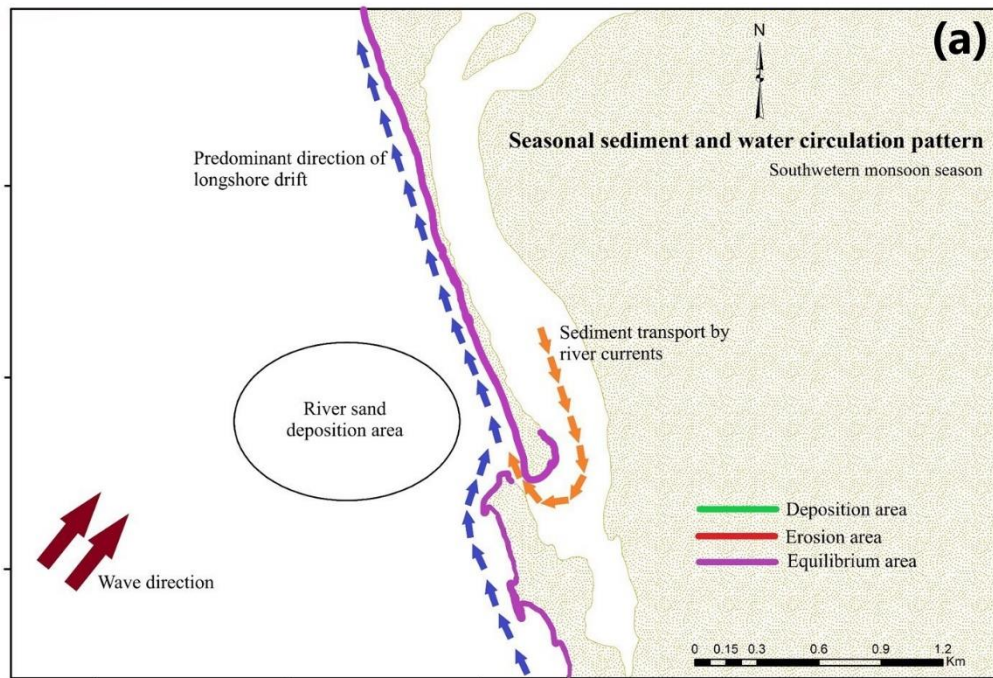 (a)
N
Seasonal sediment and water circulation pattern
Southwetern monsoon season
Predominant direction of
longshore drift
Sediment transport by
river currents
River sand
deposition area
Wave direction
Deposition area
Erosion area
Equilibrium area
0 0.15 0.3 0.6 0.9 1.2
Km